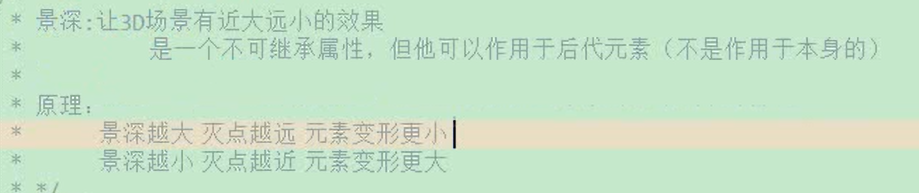 * 景深:让3D场景有近大远小的效果
* 是一个不可继承属性，但他可以作用于后代元素（不是作用于本身的）
*
* 原理:
* 景深越大 灭点越远 元素变形更小
* 景深越小 灭点越近 元素变形更大
* */